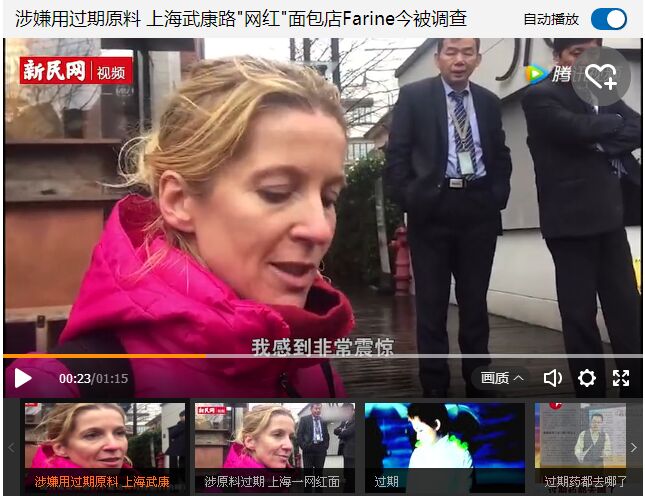 涉嫌用过期原料 上海武康路"网红"面包店Farine今被调查
自动播放
新民网 视频
腾讯视频
我感到非常震惊
00:23/01:15
画质
涉嫌用过期原料 上海武康
涉原料过期 上海一网红面
过期
过期药都去哪了